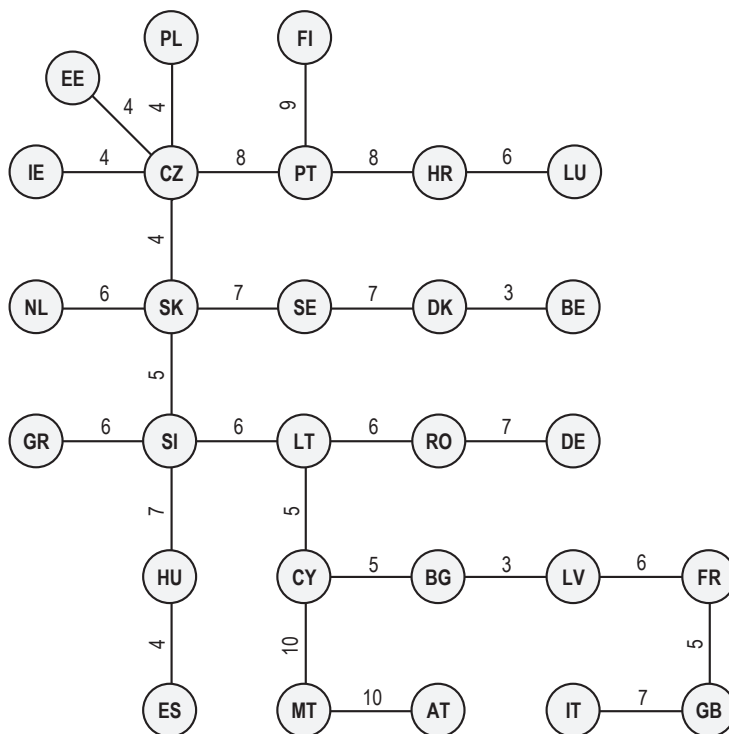 PL FI
EE
4 4 9
IE 4 CZ 8 PT 8 HR 6 LU
4
NL 6 SK 7 SE 7 DK 3 BE
5
GR 6 SI 6 LT 6 RO 7 DE
7 5
HU CY 5 BG 3 LV 6 FR
4 10 5
ES MT 10 AT IT 7 GB